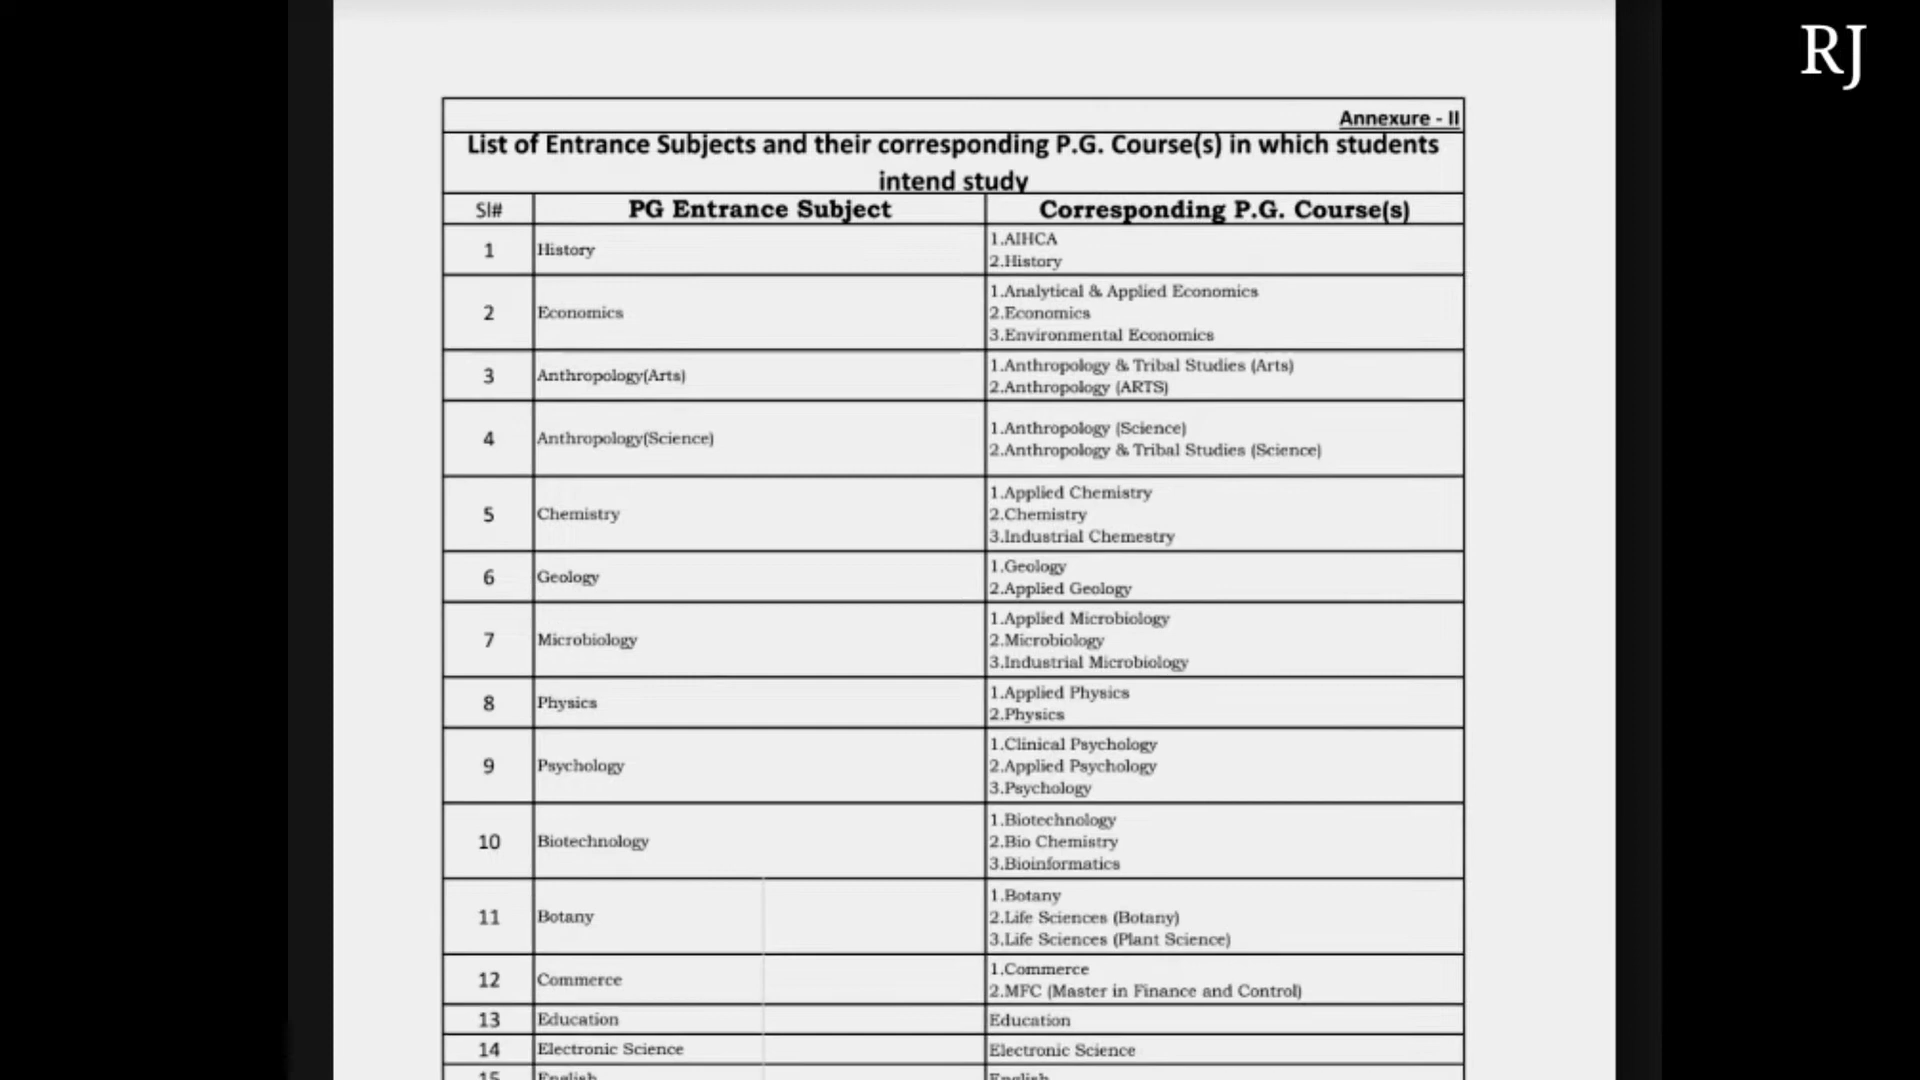 RJ
Annexure - II
List of Entrance Subjects and their corresponding P.G. Course(s) in which students
intend study
Sl# PG Entrance Subject Corresponding P.G. Course(s)
1 History 1.AIHCA
2.History
2 Economics 1.Analytical & Applied Economics
2.Economics
3.Environmental Economics
3 Anthropology(Arts) 1.Anthropology & Tribal Studies (Arts)
2.Anthropology (ARTS)
4 Anthropology(Science) 1.Anthropology (Science)
2.Anthropology & Tribal Studies (Science)
5 Chemistry 1.Applied Chemistry
2.Chemistry
3.Industrial Chemestry
6 Geology 1.Geology
2.Applied Geology
7 Microbiology 1.Applied Microbiology
2.Microbiology
3.Industrial Microbiology
8 Physics 1.Applied Physics
2.Physics
9 Psychology 1.Clinical Psychology
2.Applied Psychology
3.Psychology
10 Biotechnology 1.Biotechnology
2.Bio Chemistry
3.Bioinformatics
11 Botany 1.Botany
2.Life Sciences (Botany)
3.Life Sciences (Plant Science)
12 Commerce 1.Commerce
2.MFC (Master in Finance and Control)
13 Education Education
14 Electronic Science Electronic Science
15 English English